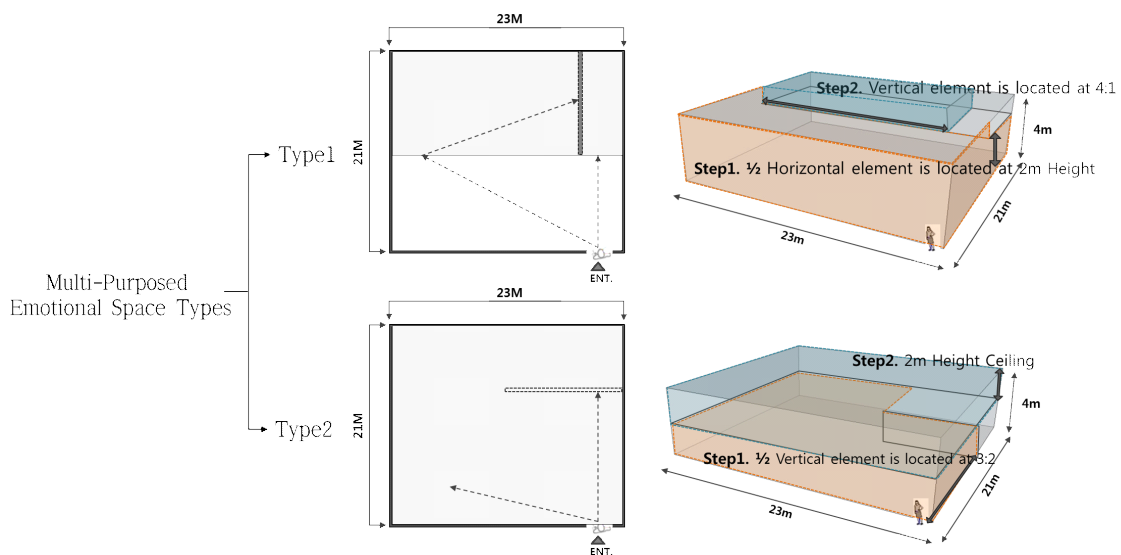 Multi-Purposed
Emotional Space Types
Type1
23M
21M
ENT.
Step2. Vertical element is located at 4:1
4m
Step1. ½ Horizontal element is located at 2m Height
21m
23m
Type2
23M
21M
ENT.
Step2. 2m Height Ceiling
4m
Step1. ½ Vertical element is located at 3:2
21m
23m